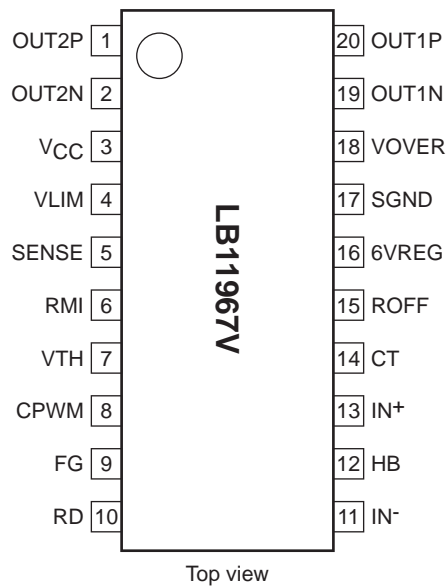 OUT2P 1 20 OUT1P
OUT2N 2 19 OUT1N
VCC 3 18 VOVER
VLIM 4 17 SGND
SENSE 5 16 6VREG
RMI 6 15 ROFF
VTH 7 14 CT
CPWM 8 13 IN+
FG 9 12 HB
RD 10 11 IN-
LB11967V
Top view